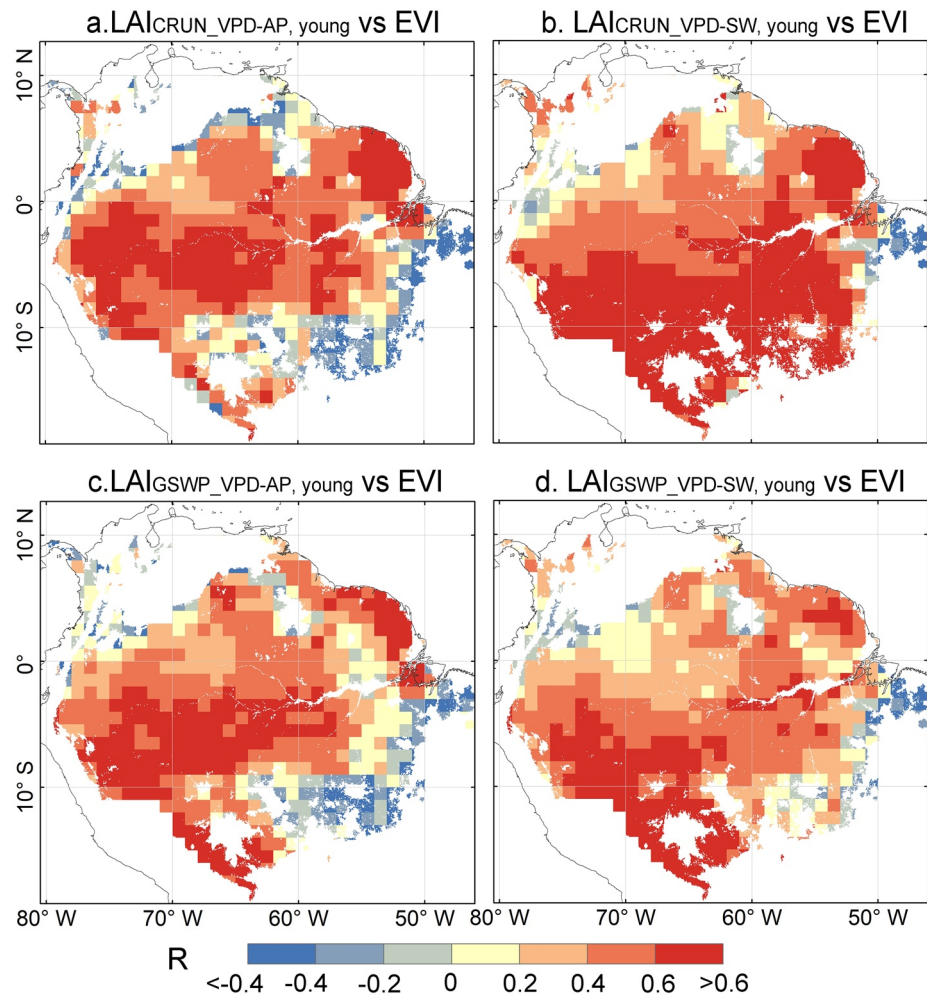 a.LAICRUN_VPD-AP, young vs EVI
b. LAICRUN_VPD-SW, young vs EVI
10° N
0°
10° S
c.LAIGSWP_VPD-AP, young vs EVI
d. LAIGSWP_VPD-SW, young vs EVI
10° N
0°
10° S
80° W 70° W 60° W 50° W 80° W 70° W 60° W 50° W
R
<-0.4 -0.4 -0.2 0 0.2 0.4 0.6 >0.6